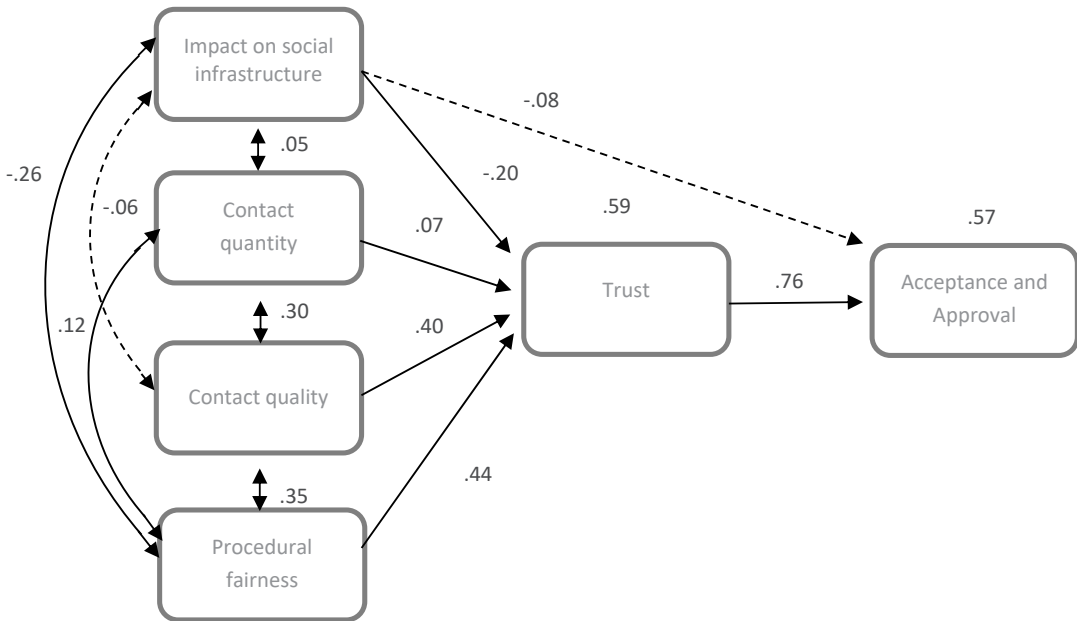 Impact on social
infrastructure
-.08
.05
-.26
-.20
Contact
quantity
-.06
.59
.57
.07
Trust
Acceptance and
Approval
.76
.30
.12
.40
Contact quality
.44
.35
Procedural
fairness